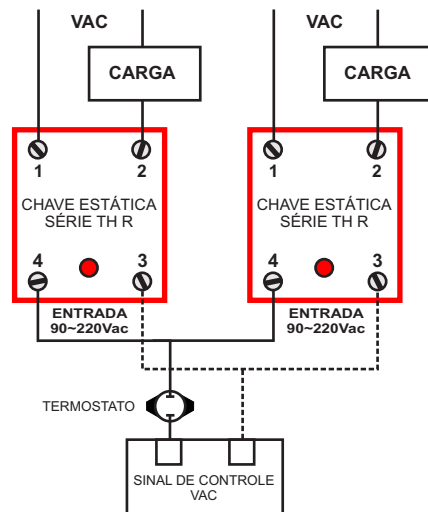 VAC
VAC
CARGA
CARGA
1
2
1
2
CHAVE ESTÁTICA
SÉRIE TH R
CHAVE ESTÁTICA
SÉRIE TH R
4
3
4
3
ENTRADA
90~220Vac
ENTRADA
90~220Vac
TERMOSTATO
SINAL DE CONTROLE
VAC